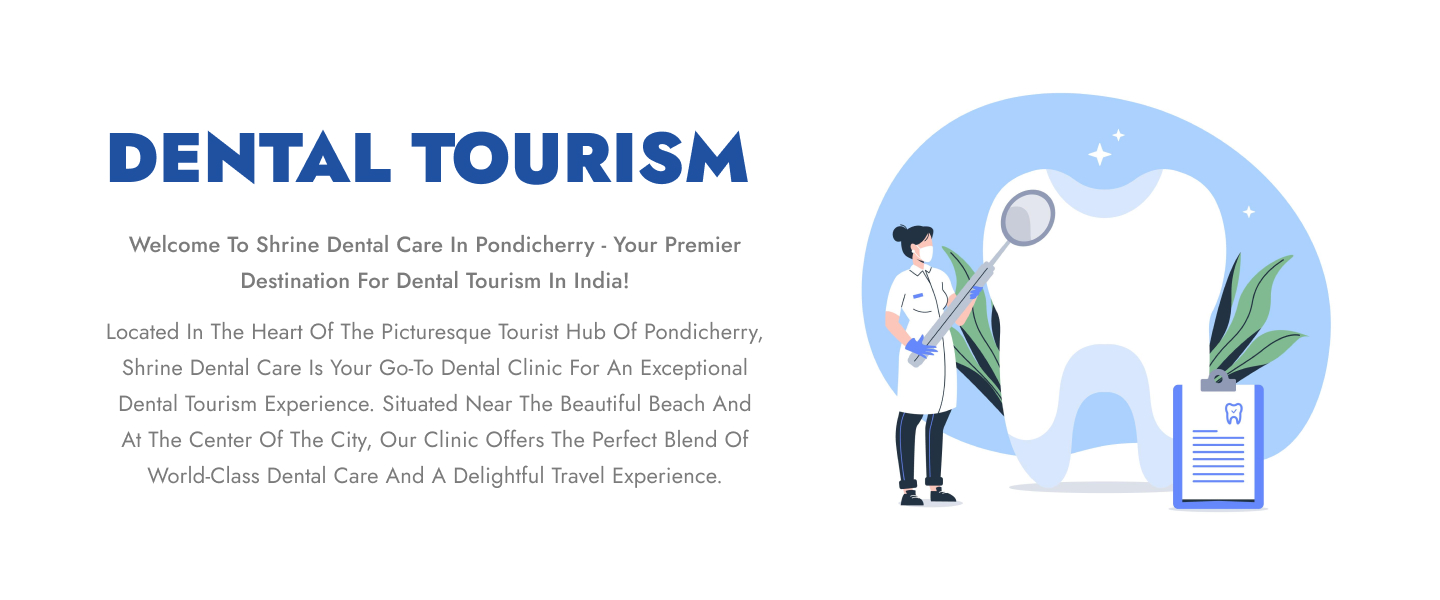 DENTAL TOURISM
Welcome To Shrine Dental Care In Pondicherry - Your Premier
Destination For Dental Tourism In India!
Located In The Heart Of The Picturesque Tourist Hub Of Pondicherry,
Shrine Dental Care Is Your Go-To Dental Clinic For An Exceptional
Dental Tourism Experience. Situated Near The Beautiful Beach And
At The Center Of The City, Our Clinic Offers The Perfect Blend Of
World-Class Dental Care And A Delightful Travel Experience.